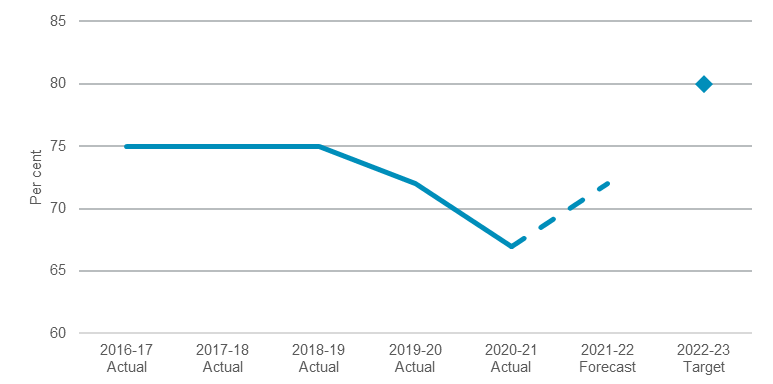 85
80
75
70
65
60
Per cent
2016-17 2017-18 2018-19 2019-20 2020-21 2021-22 2022-23
Actual Actual Actual Actual Actual Forecast Target